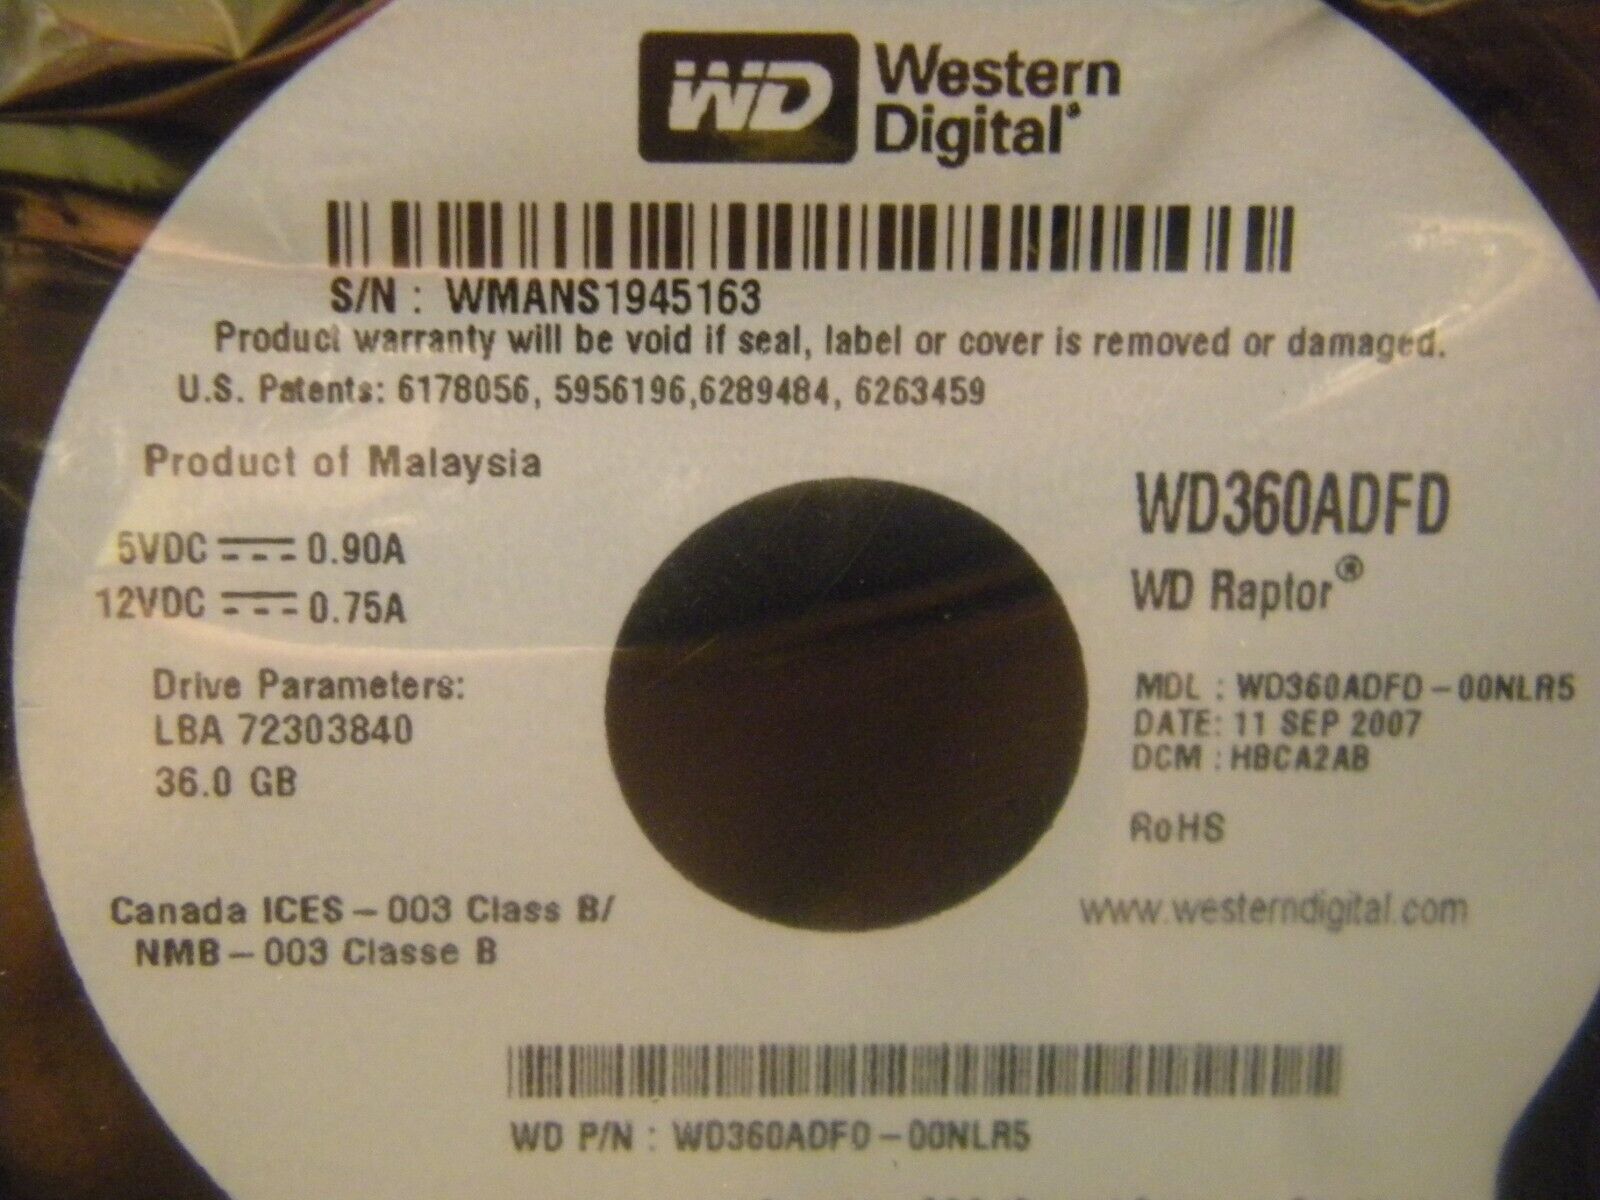 WD Western
Digital®
S/N : WMANS1945163
Product warranty will be void if seal, label or cover is removed or damaged.
U.S. Patents: 6178056, 5956196,6289484, 6263459
Product of Malaysia
5VDC 0.90A
12VDC 0.75A
Drive Parameters:
LBA 72303840
36.0 GB
Canada ICES-003 Class B/
NMB-003 Classe B
WD360ADFD
WD Raptor®
MDL : WD360ADFD-00NLR5
DATE: 11 SEP 2007
DCM : HBCA2AB
RoHS
www.westerndigital.com
WD P/N : WD360ADFD-00NLR5